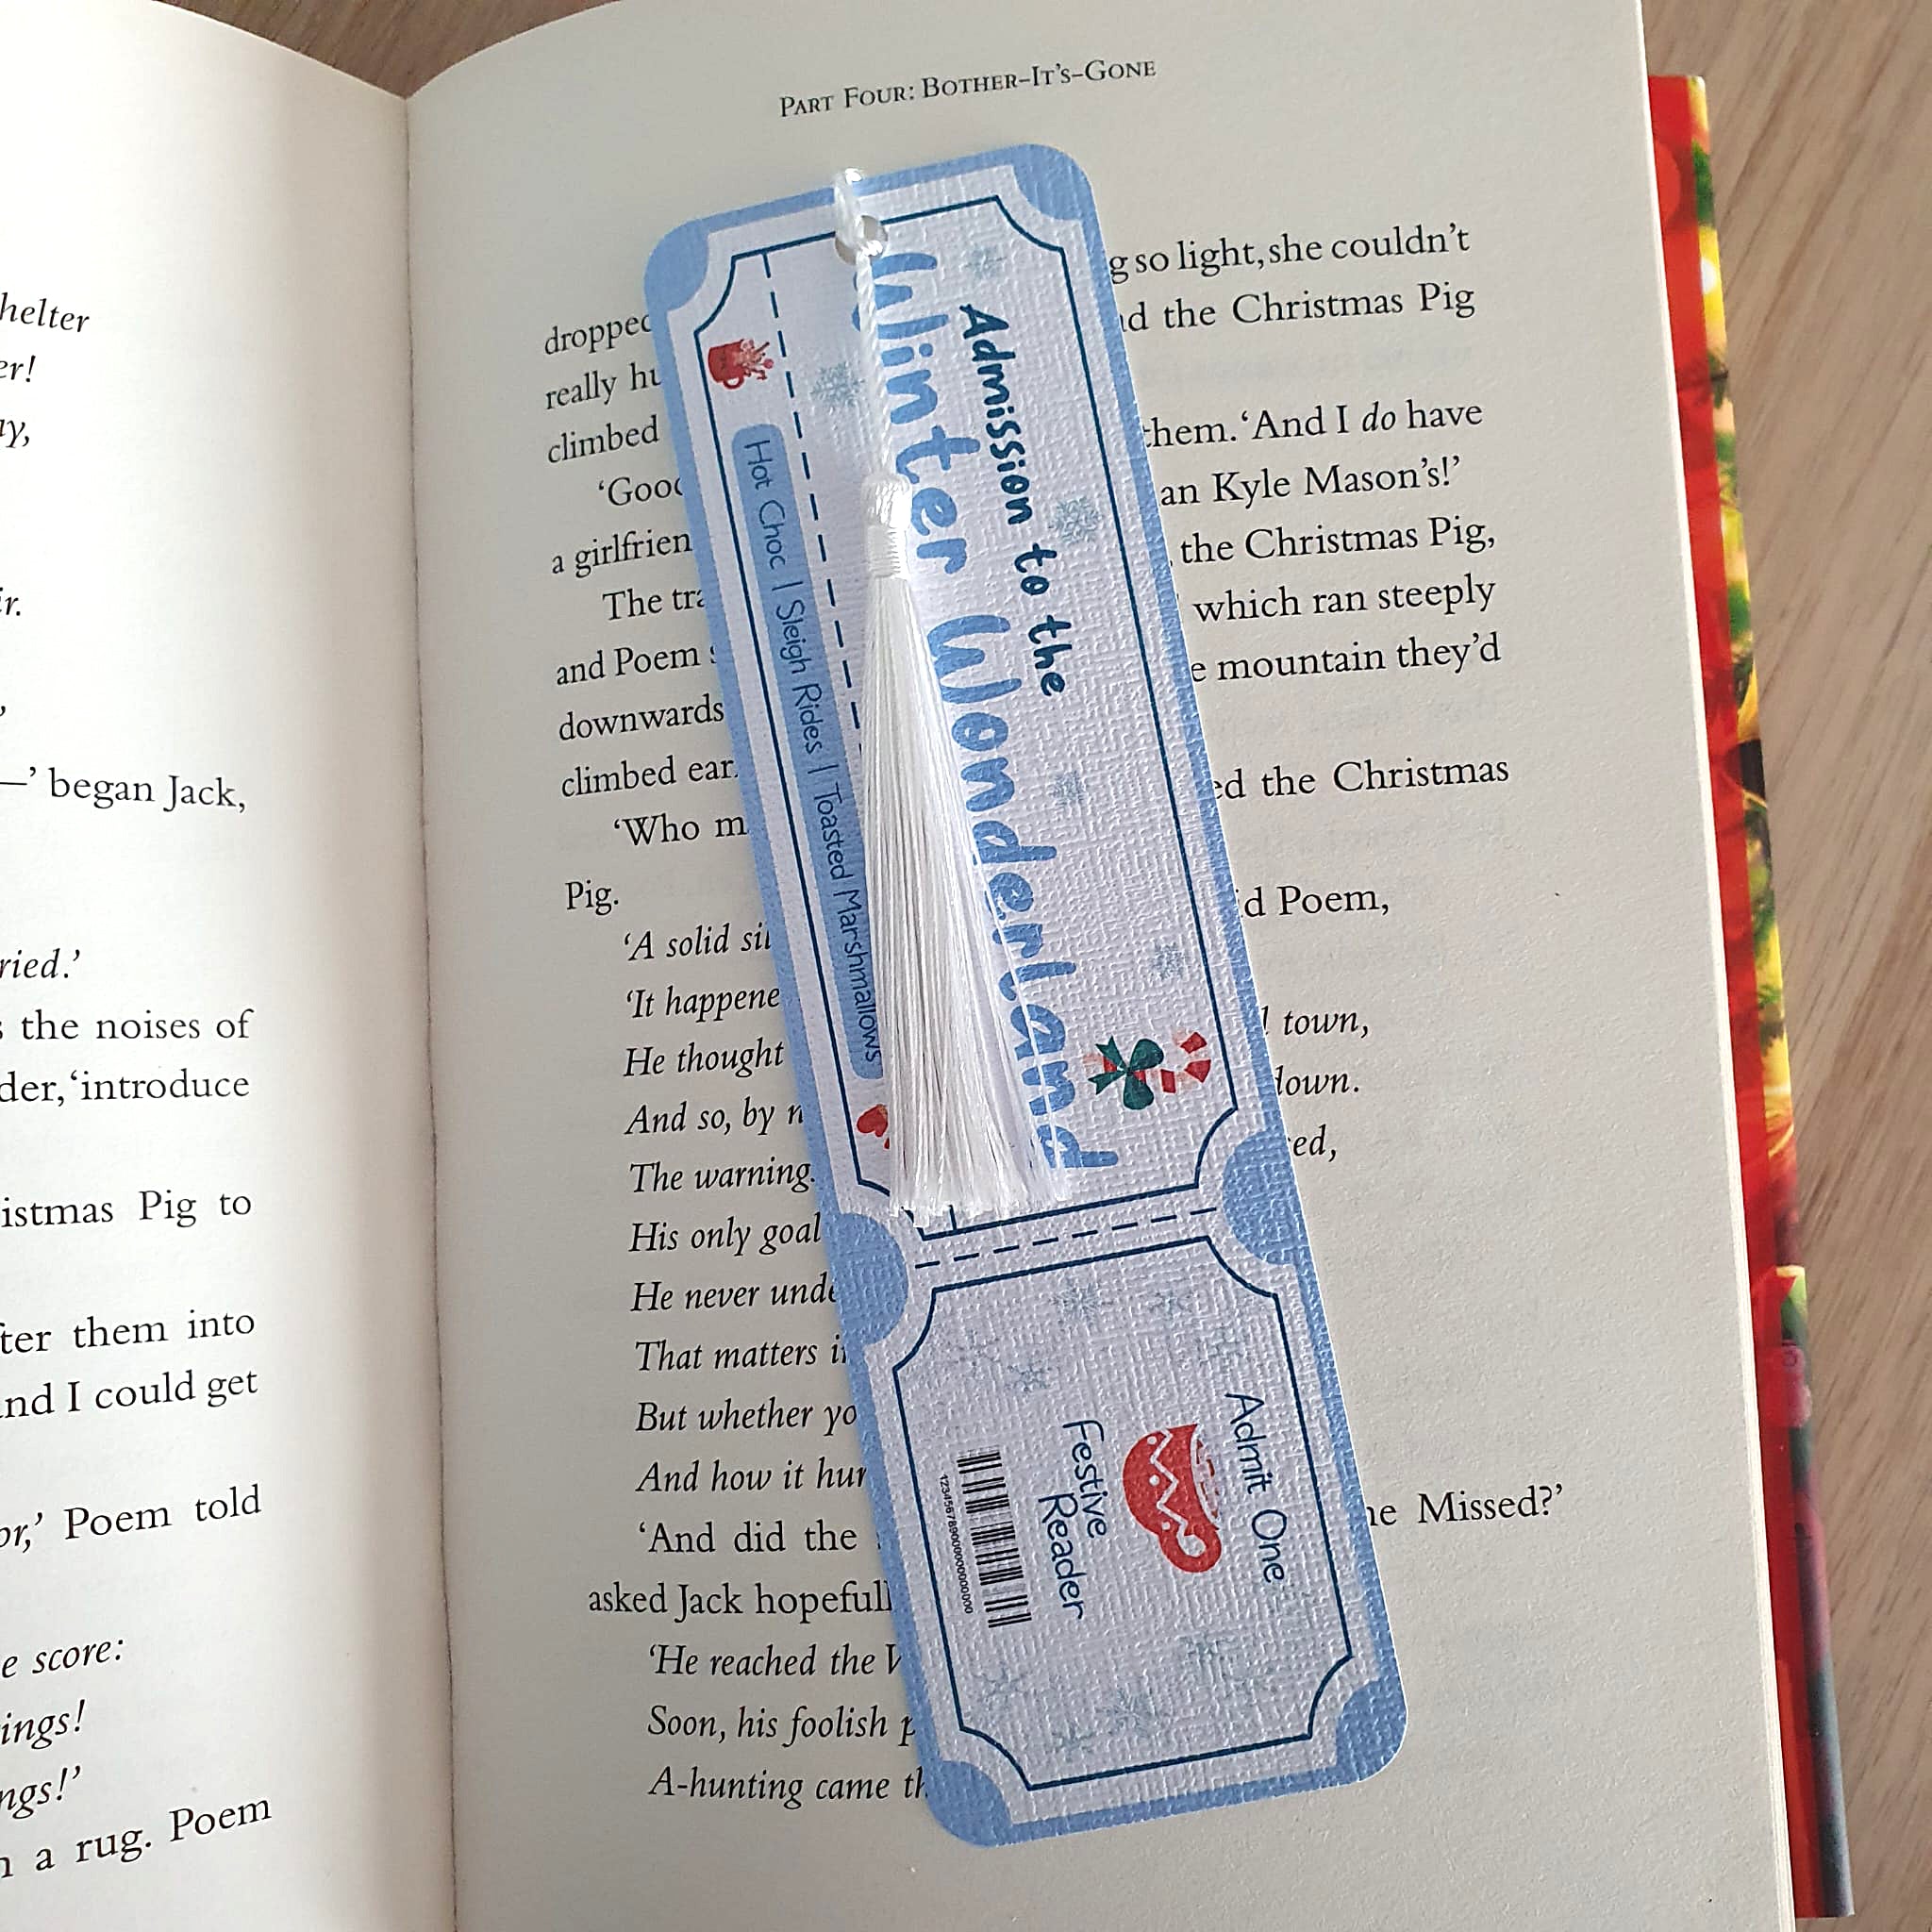 helter
er!
ay,
ir.
—’ began Jack,
ried.’
the noises of
der, ‘introduce
istmas Pig to
ter them into
nd I could get
or,’ Poem told
e score:
ings!
ngs!’
a rug. Poem
PART FOUR: BOTHER–IT’S–GONE
g so light, she couldn’t
dropped
the Christmas Pig
really hu
climbed
them. ‘And I do have
‘Good
an Kyle Mason’s!’
a girlfrien
the Christmas Pig,
The tra
which ran steeply
and Poem
e mountain they’d
downwards
climbed ear
ed the Christmas
‘Who m
Pig.
d Poem,
‘A solid sil
‘It happene
town,
He thought
down.
And so, by n
ed,
The warning
His only goal
He never unde
That matters i
But whether yo
And how it hur
‘And did the
he Missed?’
asked Jack hopefull
‘He reached the W
Soon, his foolish p
A-hunting came th
Admission to the
Winter Wonderland
Hot Choc | Sleigh Rides | Toasted Marshmallows
Admit One
Festive
Reader